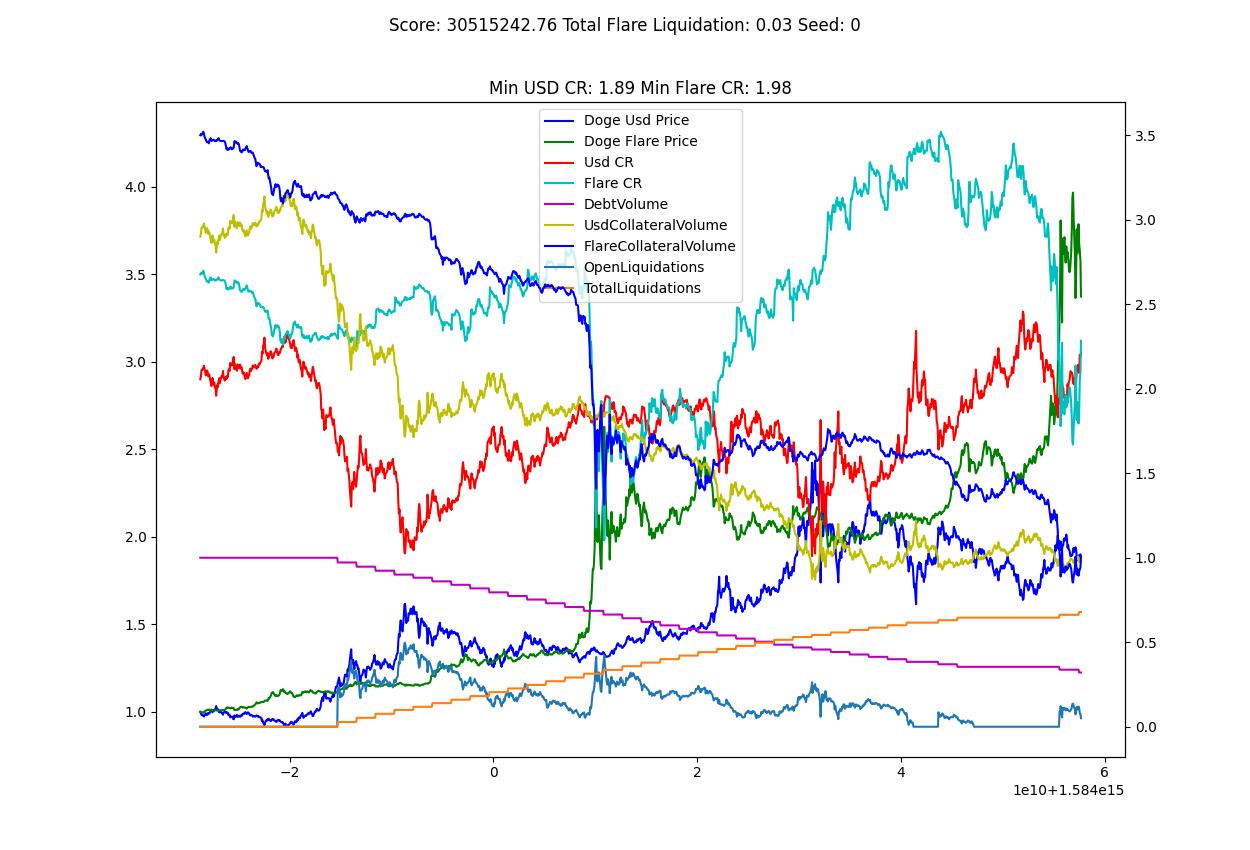 Score: 30515242.76 Total Flare Liquidation: 0.03 Seed: 0
Min USD CR: 1.89 Min Flare CR: 1.98
Doge Usd Price
Doge Flare Price
Usd CR
Flare CR
DebtVolume
UsdCollateralVolume
FlareCollateralVolume
OpenLiquidations
TotalLiquidations
4.0
3.5
3.0
2.5
2.0
1.5
1.0
3.5
3.0
2.5
2.0
1.5
1.0
0.5
0.0
−2
0
2
4
6
1e10+1.584e15